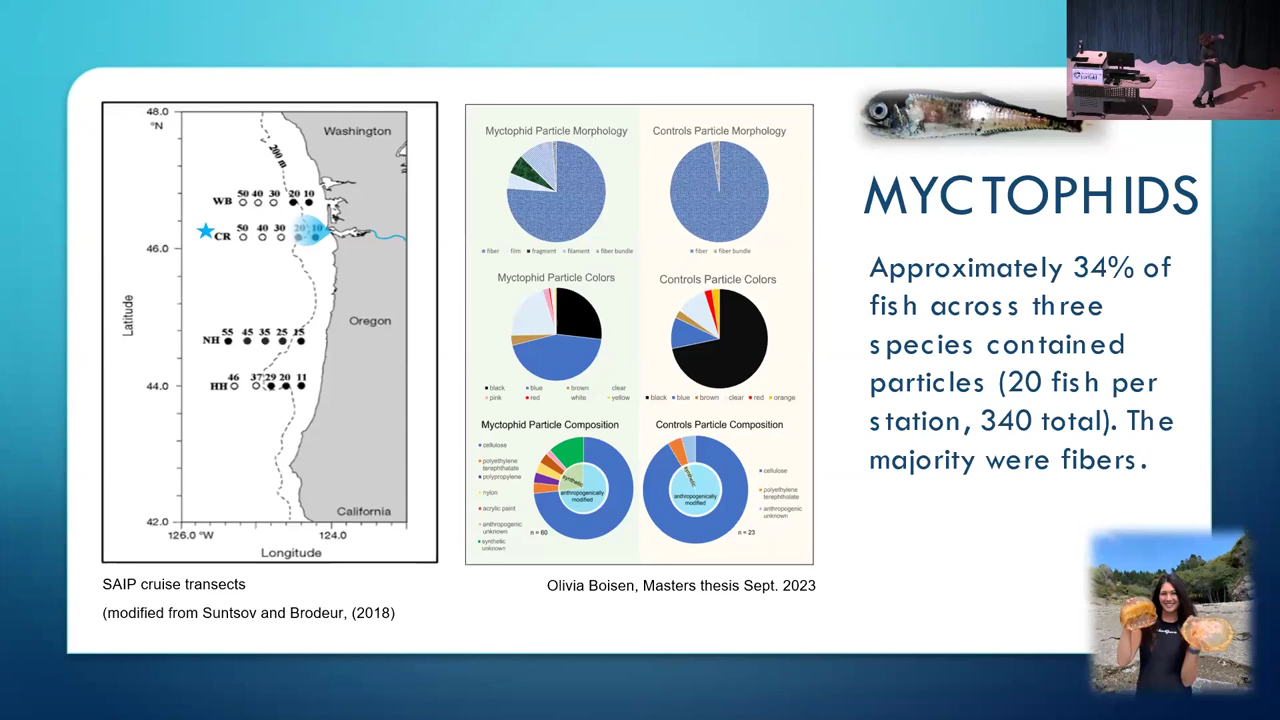 48.0
°N
Washington
200 m
50 40 30 20 10
WB
50 40 30 20 10
CR
46.0
Latitude
Oregon
55 45 35 25 15
NH
46 37 29 20 11
HH
44.0
42.0
California
126.0 °W
124.0
Longitude
SAIP cruise transects
(modified from Suntsov and Brodeur, (2018)
Myctophid Particle Morphology
fiber film fragment filament fiber bundle
Controls Particle Morphology
fiber fiber bundle
Myctophid Particle Colors
black blue brown clear
pink red white yellow
Controls Particle Colors
black blue brown clear red orange
Myctophid Particle Composition
cellulose
polyethylene
terephthalate
polypropylene
nylon
acrylic paint
anthropogenic
unknown
synthetic
unknown
synthetic
anthropogenically
modified
n = 60
Controls Particle Composition
synthetic
anthropogenically
modified
cellulose
polyethylene
terephthalate
anthropogenic
unknown
n = 23
Olivia Boisen, Masters thesis Sept. 2023
MYCTOPHIDS
Approximately 34% of
fish across three
species contained
particles (20 fish per
station, 340 total). The
majority were fibers.